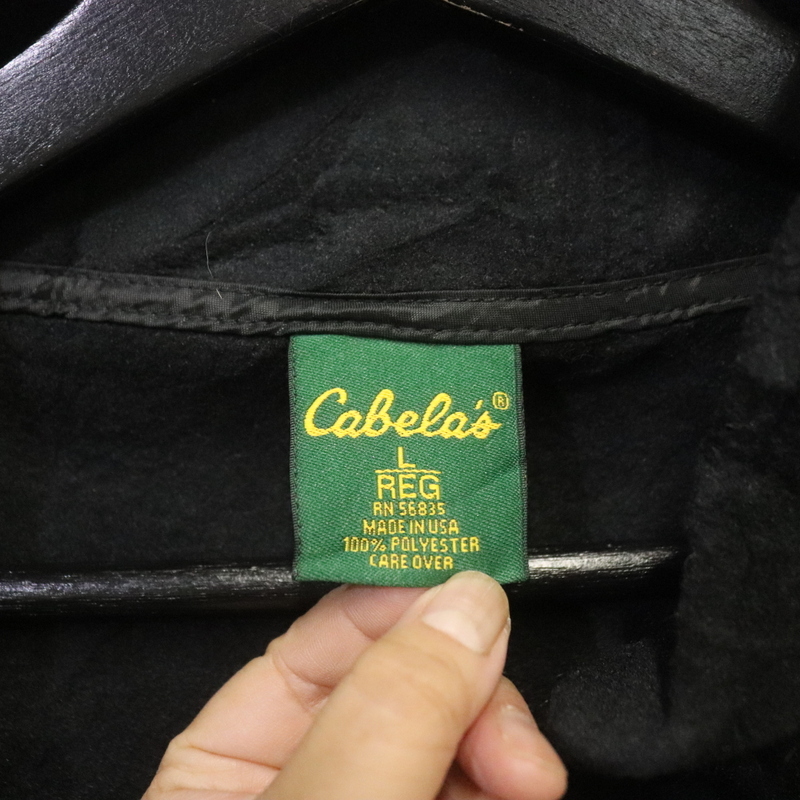 Cabela's®
L
REG
RN 56835
MADE IN USA
100% POLYESTER
CARE OVER